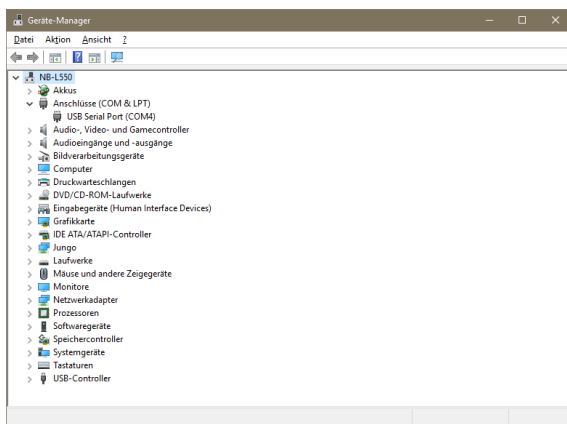 Geräte-Manager
Datei Aktion Ansicht ?
NB-L550
Akkus
Anschlüsse (COM & LPT)
USB Serial Port (COM4)
Audio-, Video- und Gamecontroller
Audioeingänge und -ausgänge
Bildverarbeitungsgeräte
Computer
Druckwarteschlangen
DVD/CD-ROM-Laufwerke
Eingabegeräte (Human Interface Devices)
Grafikkarte
IDE ATA/ATAPI-Controller
Jungo
Laufwerke
Mäuse und andere Zeigegeräte
Monitore
Netzwerkadapter
Prozessoren
Softwaregeräte
Speichercontroller
Systemgeräte
Tastaturen
USB-Controller